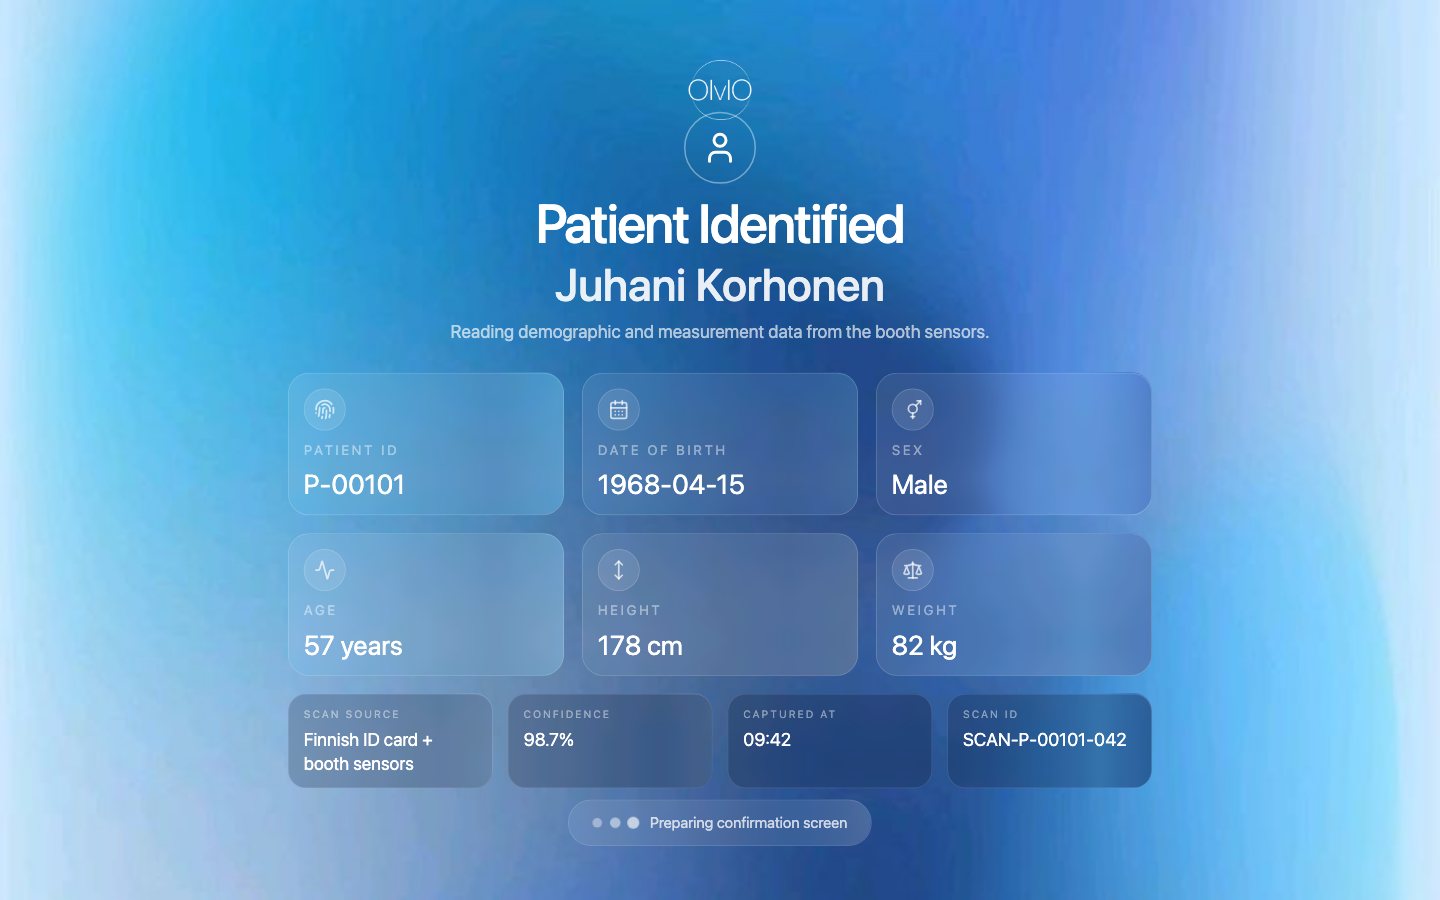 OMO
Patient Identified
Juhani Korhonen
Reading demographic and measurement data from the booth sensors.
PATIENT ID
P-00101
DATE OF BIRTH
1968-04-15
SEX
Male
AGE
57 years
HEIGHT
178 cm
WEIGHT
82 kg
SCAN SOURCE
Finnish ID card +
booth sensors
CONFIDENCE
98.7%
CAPTURED AT
09:42
SCAN ID
SCAN-P-00101-042
Preparing confirmation screen